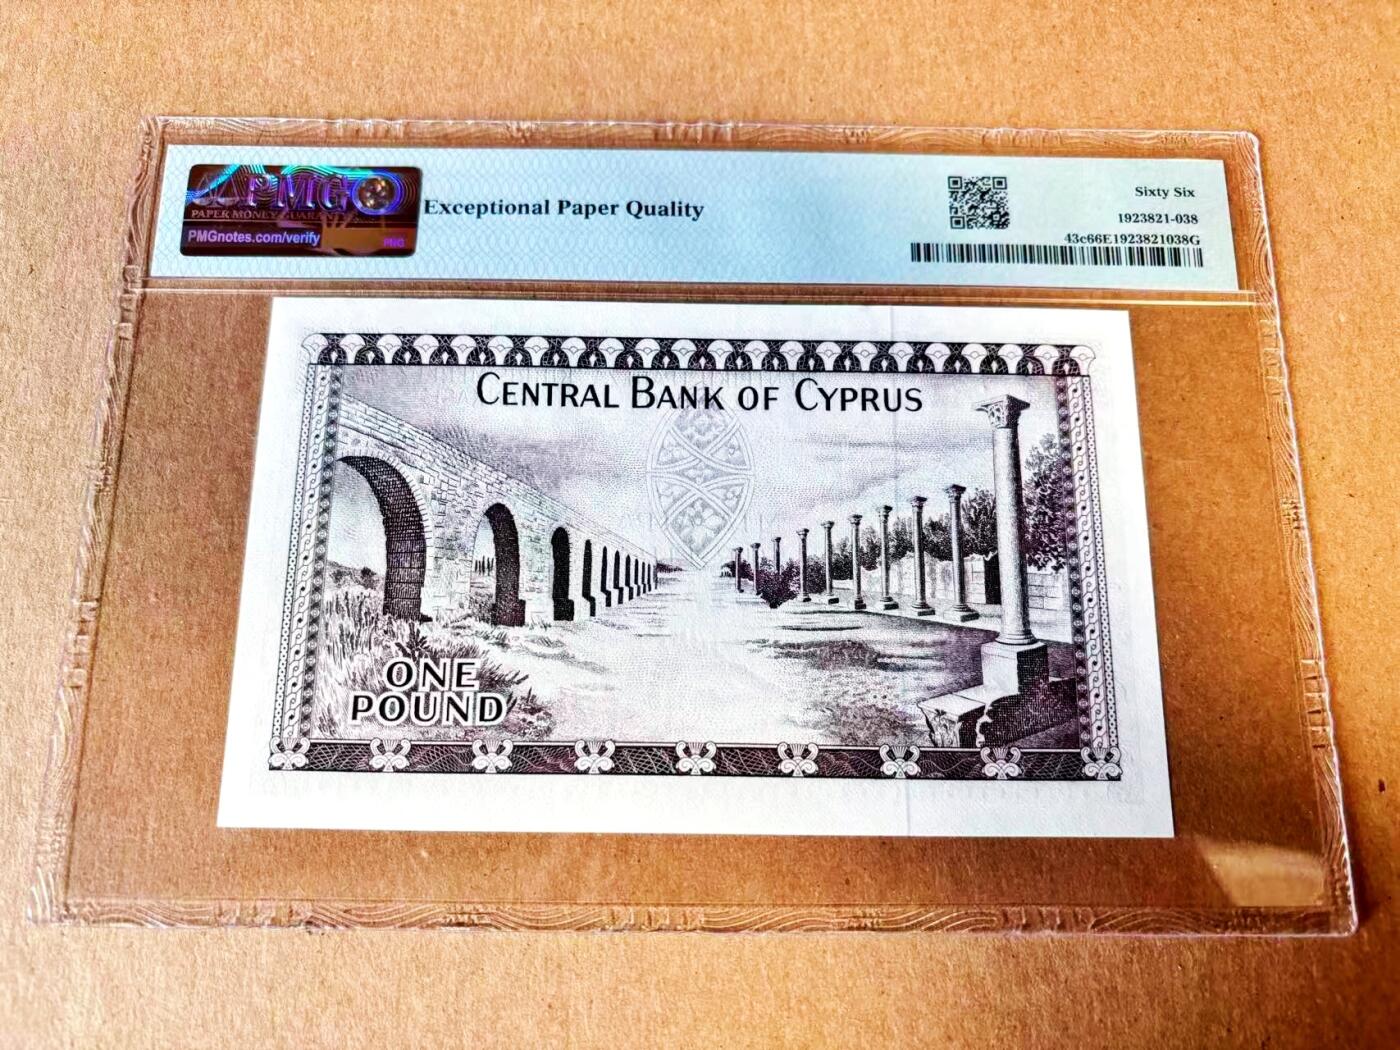 PMG
PAPER MONEY GUARANTY
PMGnotes.com/verify
PMG
Exceptional Paper Quality
Sixty Six
1923821-038
43c66E1923821038G
CENTRAL BANK OF CYPRUS
ONE
POUND